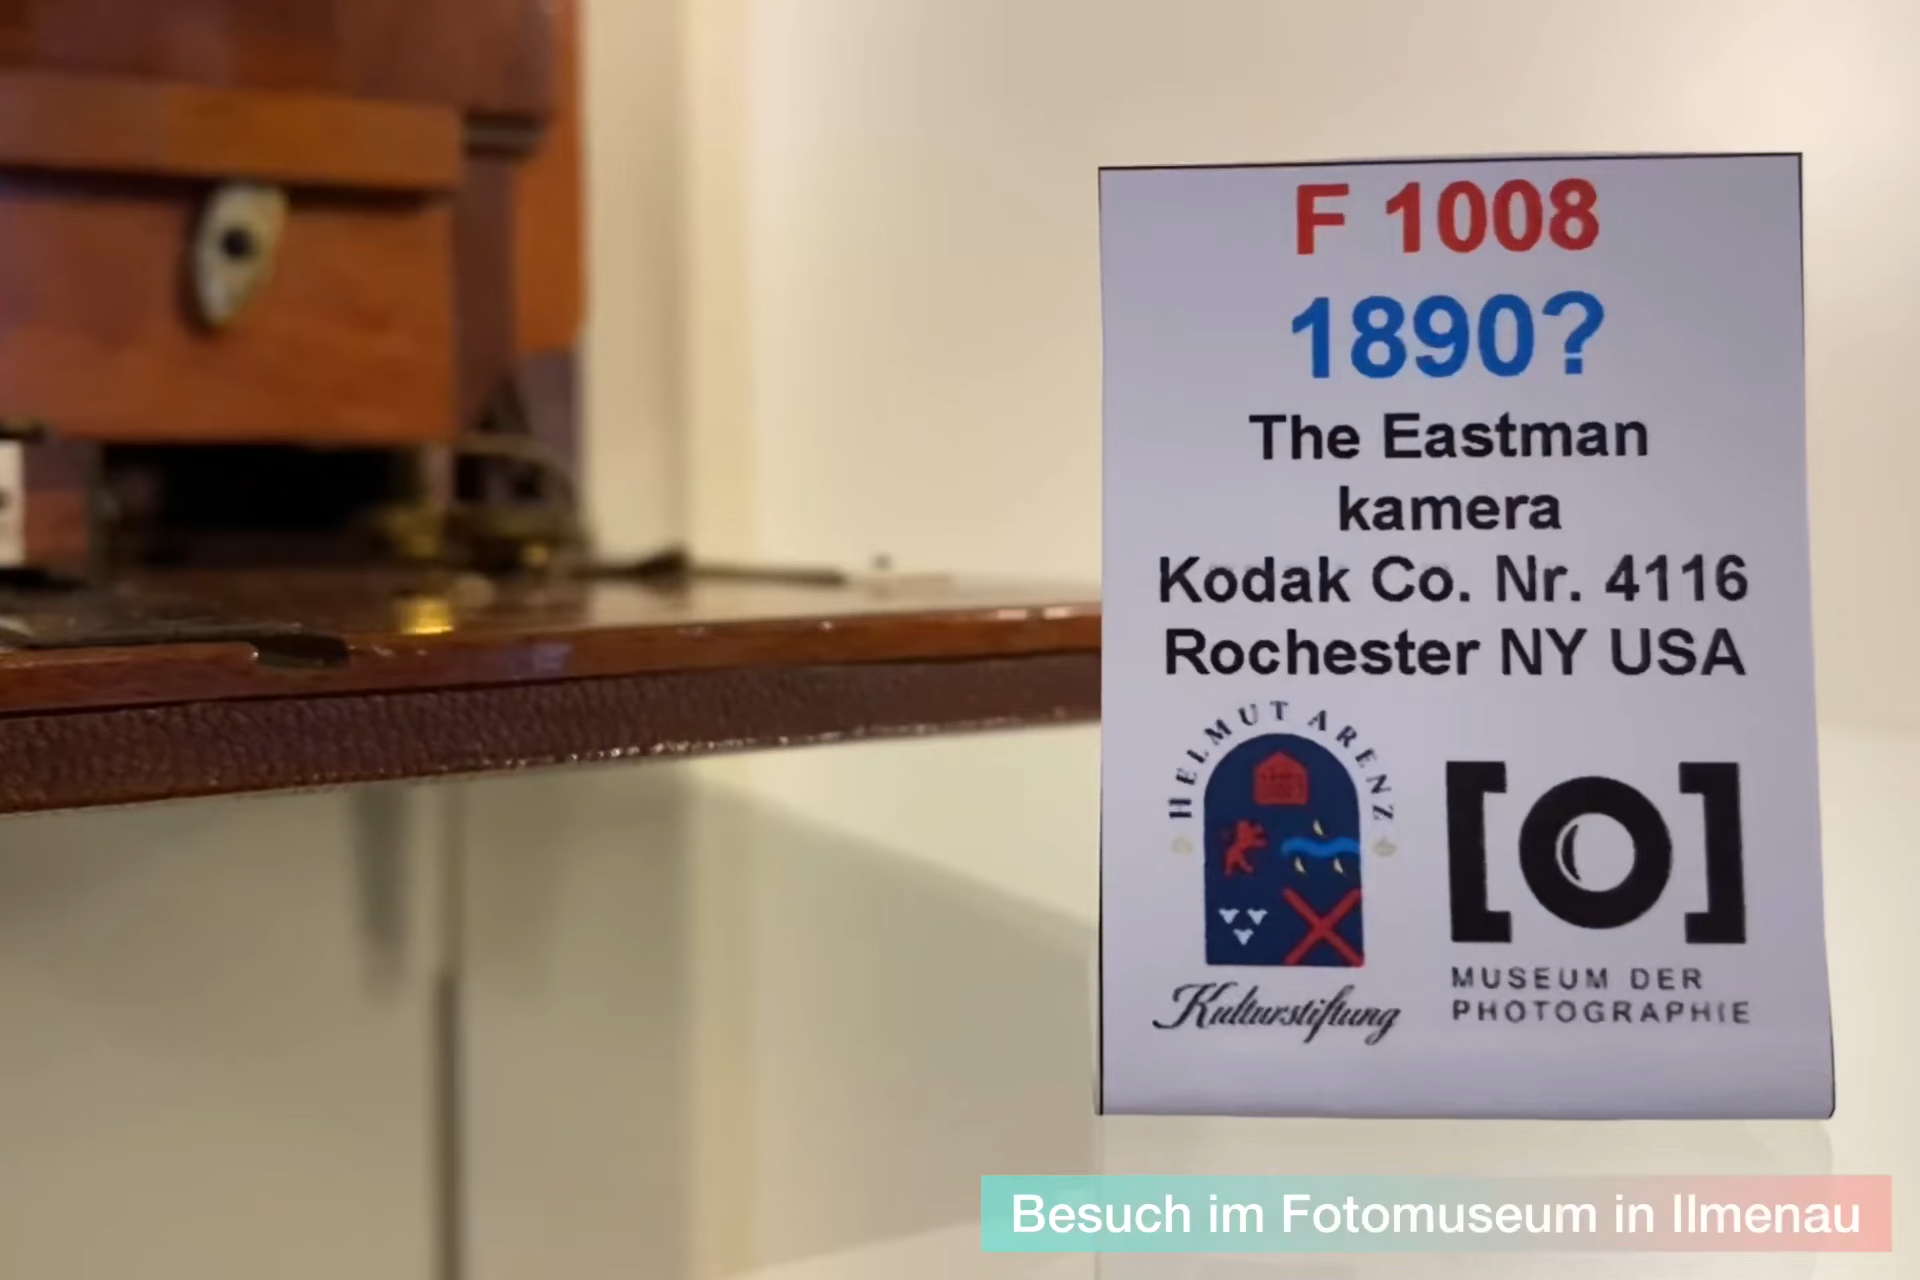 F 1008
1890?
The Eastman
kamera
Kodak Co. Nr. 4116
Rochester NY USA
HELMUT ARENZ
Kulturstiftung
MUSEUM DER
PHOTOGRAPHIE
Besuch im Fotomuseum in Ilmenau